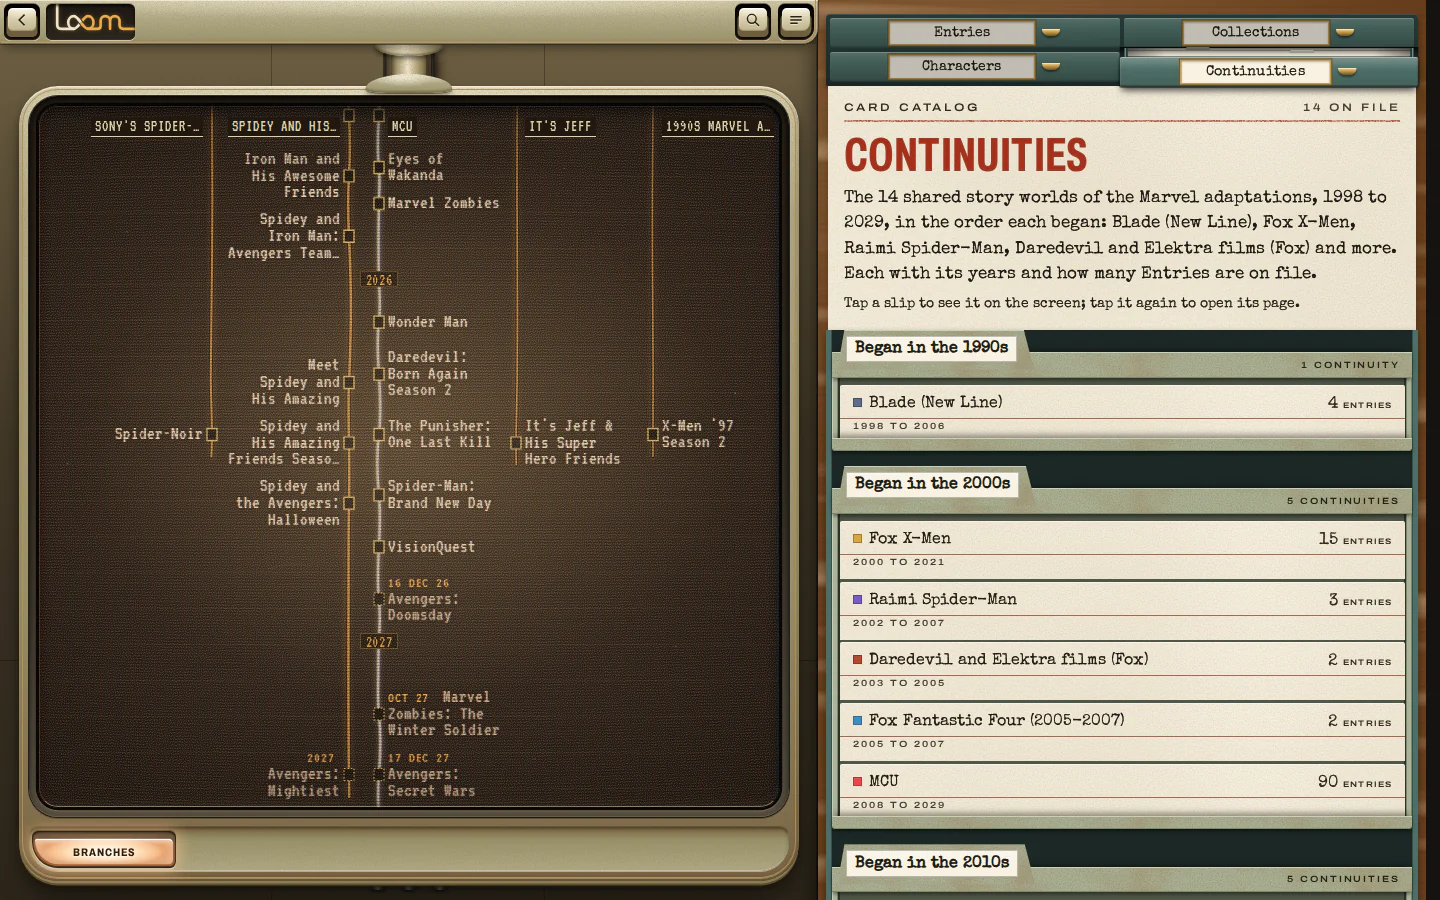 Loom
SONY'S SPIDER-…
SPIDEY AND HIS…
MCU
IT'S JEFF
1990S MARVEL A…
Iron Man and
His Awesome
Friends
Eyes of
Wakanda
Marvel Zombies
Spidey and
Iron Man:
Avengers Team…
2026
Wonder Man
Meet
Spidey and
His Amazing
Daredevil:
Born Again
Season 2
Spider-Noir
Spidey and
His Amazing
Friends Seaso…
The Punisher:
One Last Kill
It's Jeff &
His Super
Hero Friends
X-Men '97
Season 2
Spidey and
the Avengers:
Halloween
Spider-Man:
Brand New Day
VisionQuest
16 DEC 26
Avengers:
Doomsday
2027
OCT 27 Marvel
Zombies: The
Winter Soldier
2027
Avengers:
Mightiest
17 DEC 27
Avengers:
Secret Wars
BRANCHES
Entries
Collections
Characters
Continuities
CARD CATALOG
14 ON FILE
CONTINUITIES
The 14 shared story worlds of the Marvel adaptations, 1998 to
2029, in the order each began: Blade (New Line), Fox X-Men,
Raimi Spider-Man, Daredevil and Elektra films (Fox) and more.
Each with its years and how many Entries are on file.
Tap a slip to see it on the screen; tap it again to open its page.
Began in the 1990s
1 CONTINUITY
Blade (New Line)
4 ENTRIES
1998 TO 2006
Began in the 2000s
5 CONTINUITIES
Fox X-Men
15 ENTRIES
2000 TO 2021
Raimi Spider-Man
3 ENTRIES
2002 TO 2007
Daredevil and Elektra films (Fox)
2 ENTRIES
2003 TO 2005
Fox Fantastic Four (2005-2007)
2 ENTRIES
2005 TO 2007
MCU
90 ENTRIES
2008 TO 2029
Began in the 2010s
5 CONTINUITIES